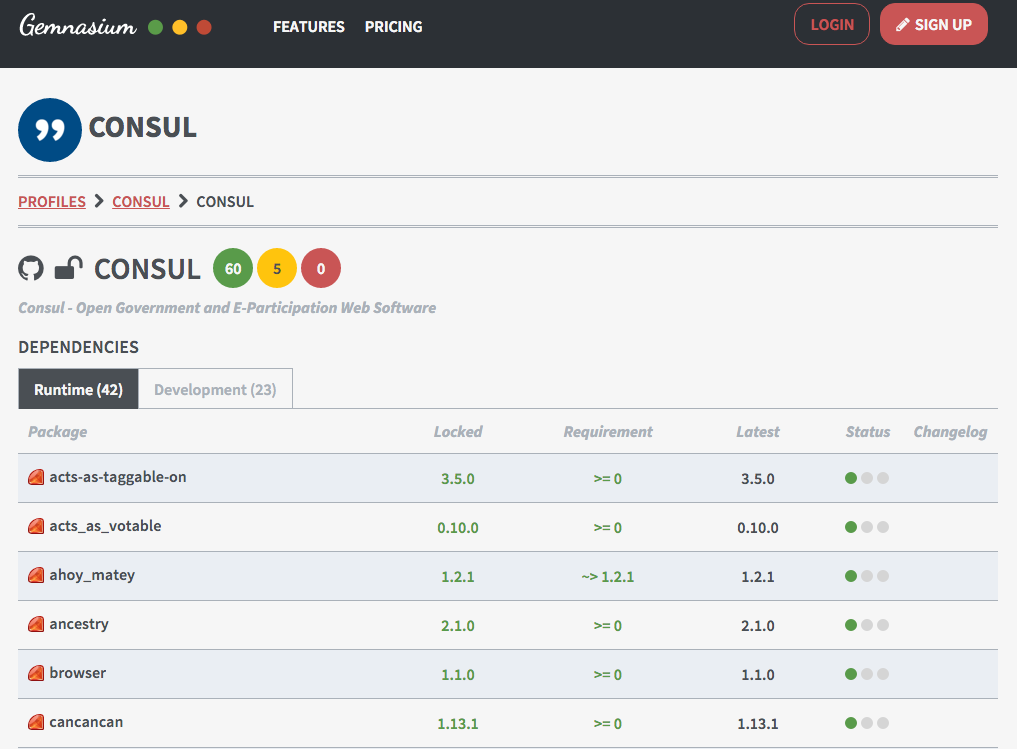 Gemnasium FEATURES PRICING LOGIN SIGN UP
CONSUL
PROFILES CONSUL CONSUL
CONSUL 60 5 0
Consul - Open Government and E-Participation Web Software
DEPENDENCIES
Runtime (42) Development (23)
Package Locked Requirement Latest Status Changelog
acts-as-taggable-on 3.5.0 >= 0 3.5.0
acts_as_votable 0.10.0 >= 0 0.10.0
ahoy_matey 1.2.1 ~> 1.2.1 1.2.1
ancestry 2.1.0 >= 0 2.1.0
browser 1.1.0 >= 0 1.1.0
cancancan 1.13.1 >= 0 1.13.1